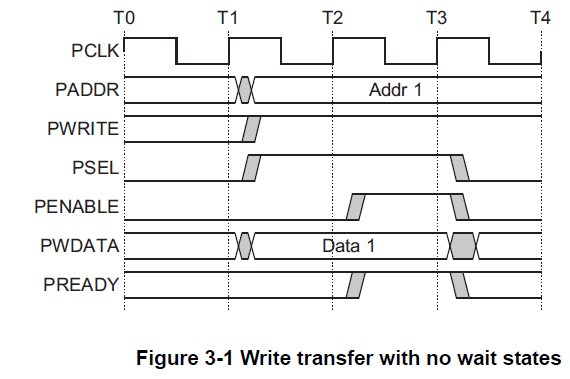 T0 T1 T2 T3 T4
PCLK
PADDR Addr 1
PWRITE
PSEL
PENABLE
PWDATA Data 1
PREADY
Figure 3-1 Write transfer with no wait states